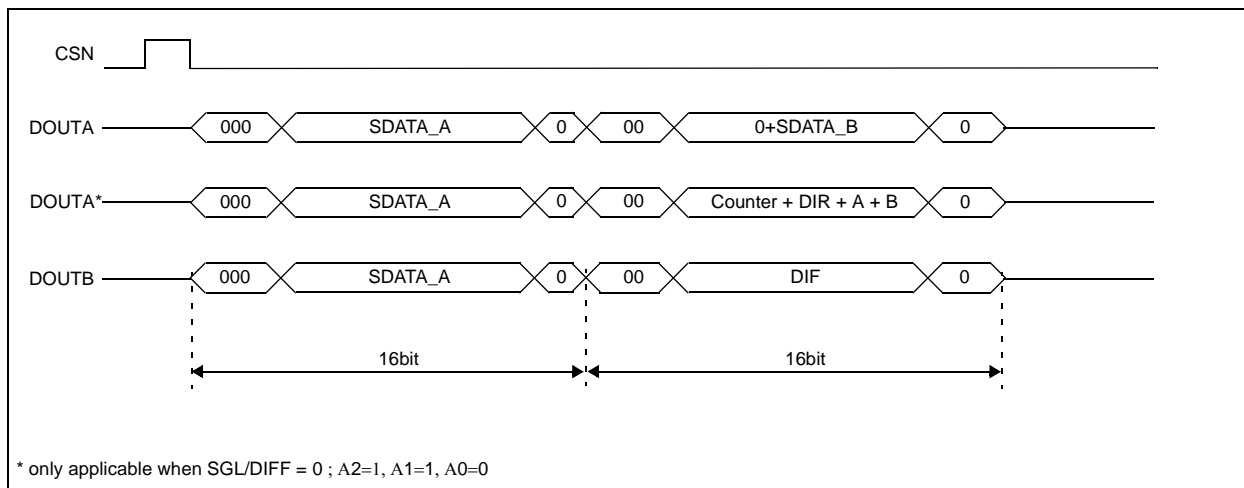 CSN
DOUTA 000 SDATA_A 0 00 0+SDATA_B 0
DOUTA* 000 SDATA_A 0 00 Counter + DIR + A + B 0
DOUTB 000 SDATA_A 0 00 DIF 0
16bit 16bit
* only applicable when SGL/DIFF = 0 ; A2=1, A1=1, A0=0